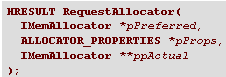 HRESULT RequestAllocator(
IMemAllocator *pPreferred,
ALLOCATOR_PROPERTIES *pProps,
IMemAllocator **ppActual
);